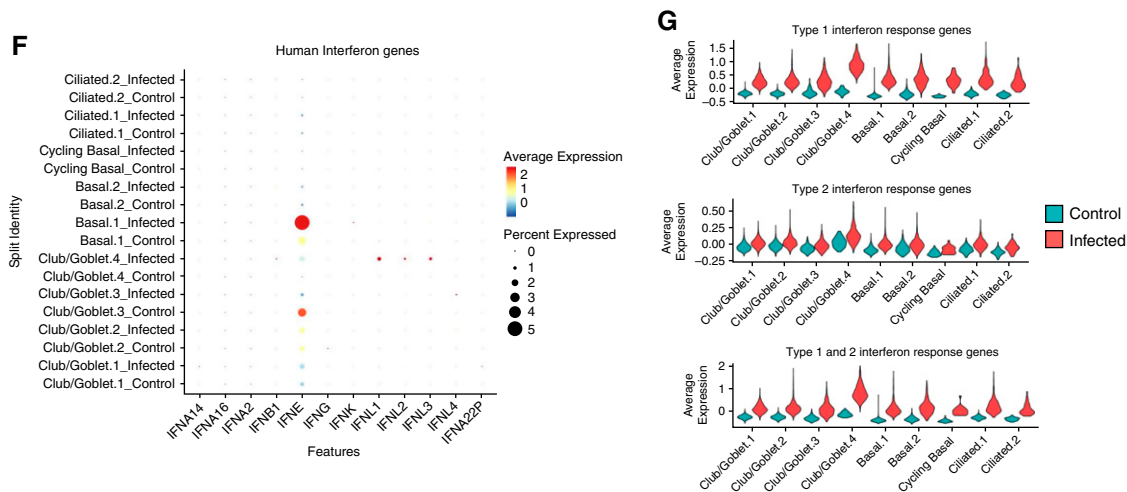 F
Human Interferon genes
Split Identity
Ciliated.2_Infected
Ciliated.2_Control
Ciliated.1_Infected
Ciliated.1_Control
Cycling Basal_Infected
Cycling Basal_Control
Basal.2_Infected
Basal.2_Control
Basal.1_Infected
Basal.1_Control
Club/Goblet.4_Infected
Club/Goblet.4_Control
Club/Goblet.3_Infected
Club/Goblet.3_Control
Club/Goblet.2_Infected
Club/Goblet.2_Control
Club/Goblet.1_Infected
Club/Goblet.1_Control
IFNA14
IFNA16
IFNA2
IFNB1
IFNE
IFNG
IFNK
IFNL1
IFNL2
IFNL3
IFNL4
IFNA22P
Features
Average Expression
2
1
0
Percent Expressed
0
1
2
3
4
5
G
Type 1 interferon response genes
Average
Expression
1.5
1.0
0.5
0.0
−0.5
Club/Goblet.1
Club/Goblet.2
Club/Goblet.3
Club/Goblet.4
Basal.1
Basal.2
Cycling Basal
Ciliated.1
Ciliated.2
Type 2 interferon response genes
Average
Expression
0.50
0.25
0.00
−0.25
Club/Goblet.1
Club/Goblet.2
Club/Goblet.3
Club/Goblet.4
Basal.1
Basal.2
Cycling Basal
Ciliated.1
Ciliated.2
Type 1 and 2 interferon response genes
Average
Expression
2
1
0
Club/Goblet.1
Club/Goblet.2
Club/Goblet.3
Club/Goblet.4
Basal.1
Basal.2
Cycling Basal
Ciliated.1
Ciliated.2
Control
Infected